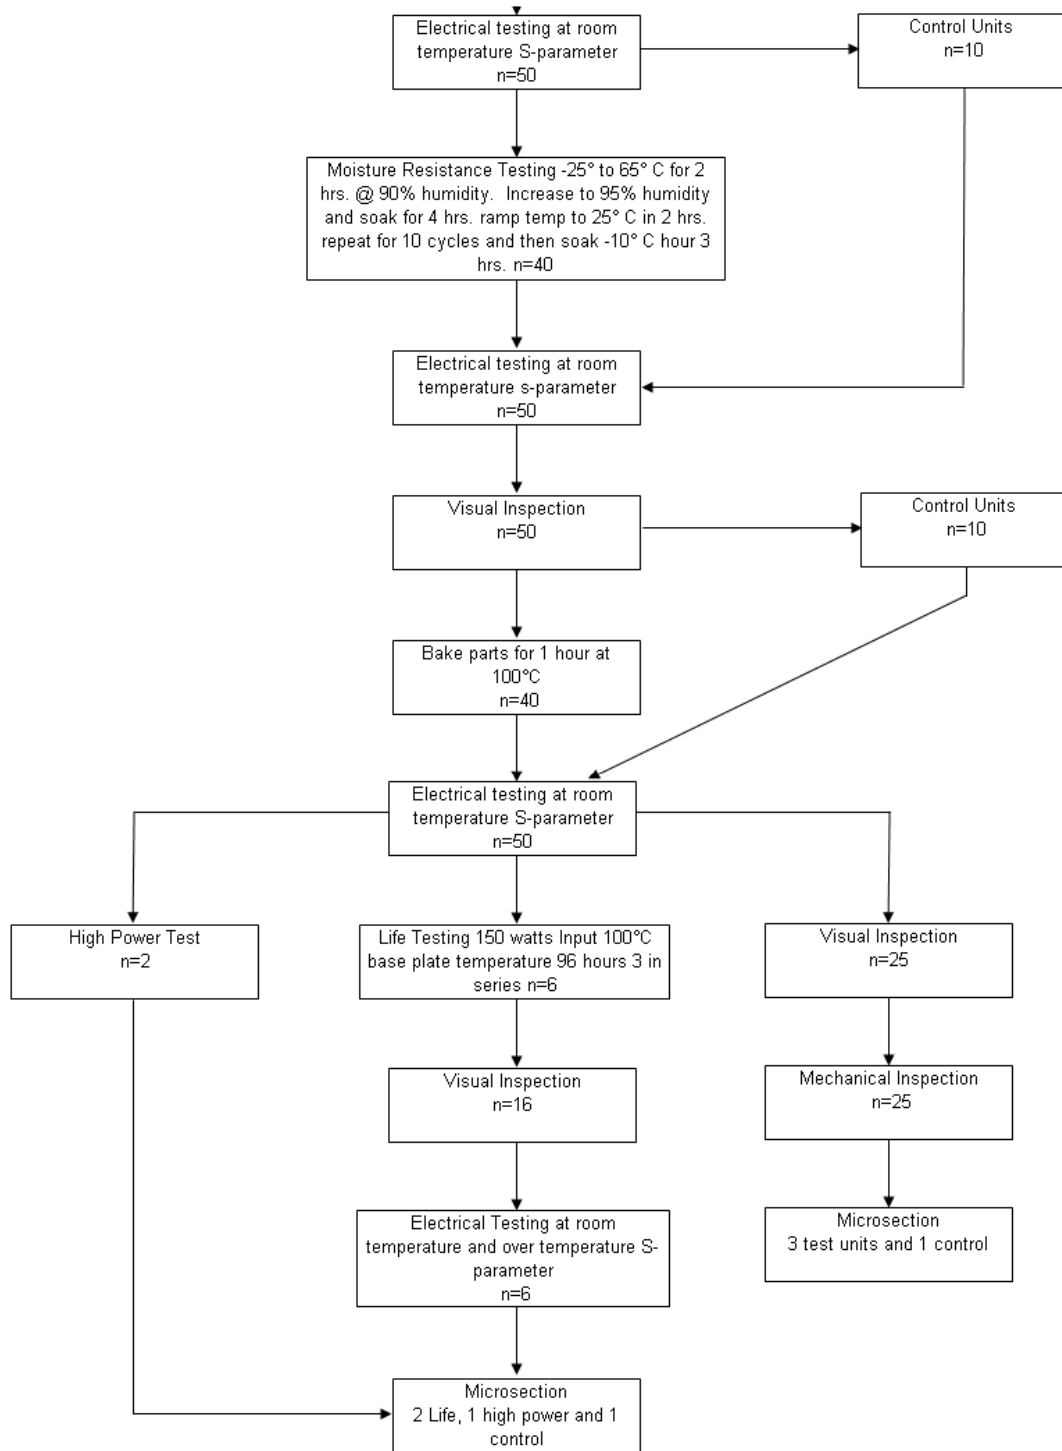 Electrical testing at room
temperature S-parameter
n=50
Control Units
n=10
Moisture Resistance Testing -25° to 65° C for 2
hrs. @ 90% humidity. Increase to 95% humidity
and soak for 4 hrs. ramp temp to 25° C in 2 hrs.
repeat for 10 cycles and then soak -10° C hour 3
hrs. n=40
Electrical testing at room
temperature s-parameter
n=50
Visual Inspection
n=50
Control Units
n=10
Bake parts for 1 hour at
100°C
n=40
Electrical testing at room
temperature S-parameter
n=50
High Power Test
n=2
Life Testing 150 watts Input 100°C
base plate temperature 96 hours 3 in
series n=6
Visual Inspection
n=25
Visual Inspection
n=16
Mechanical Inspection
n=25
Electrical Testing at room
temperature and over temperature S-
parameter
n=6
Microsection
3 test units and 1 control
Microsection
2 Life, 1 high power and 1
control